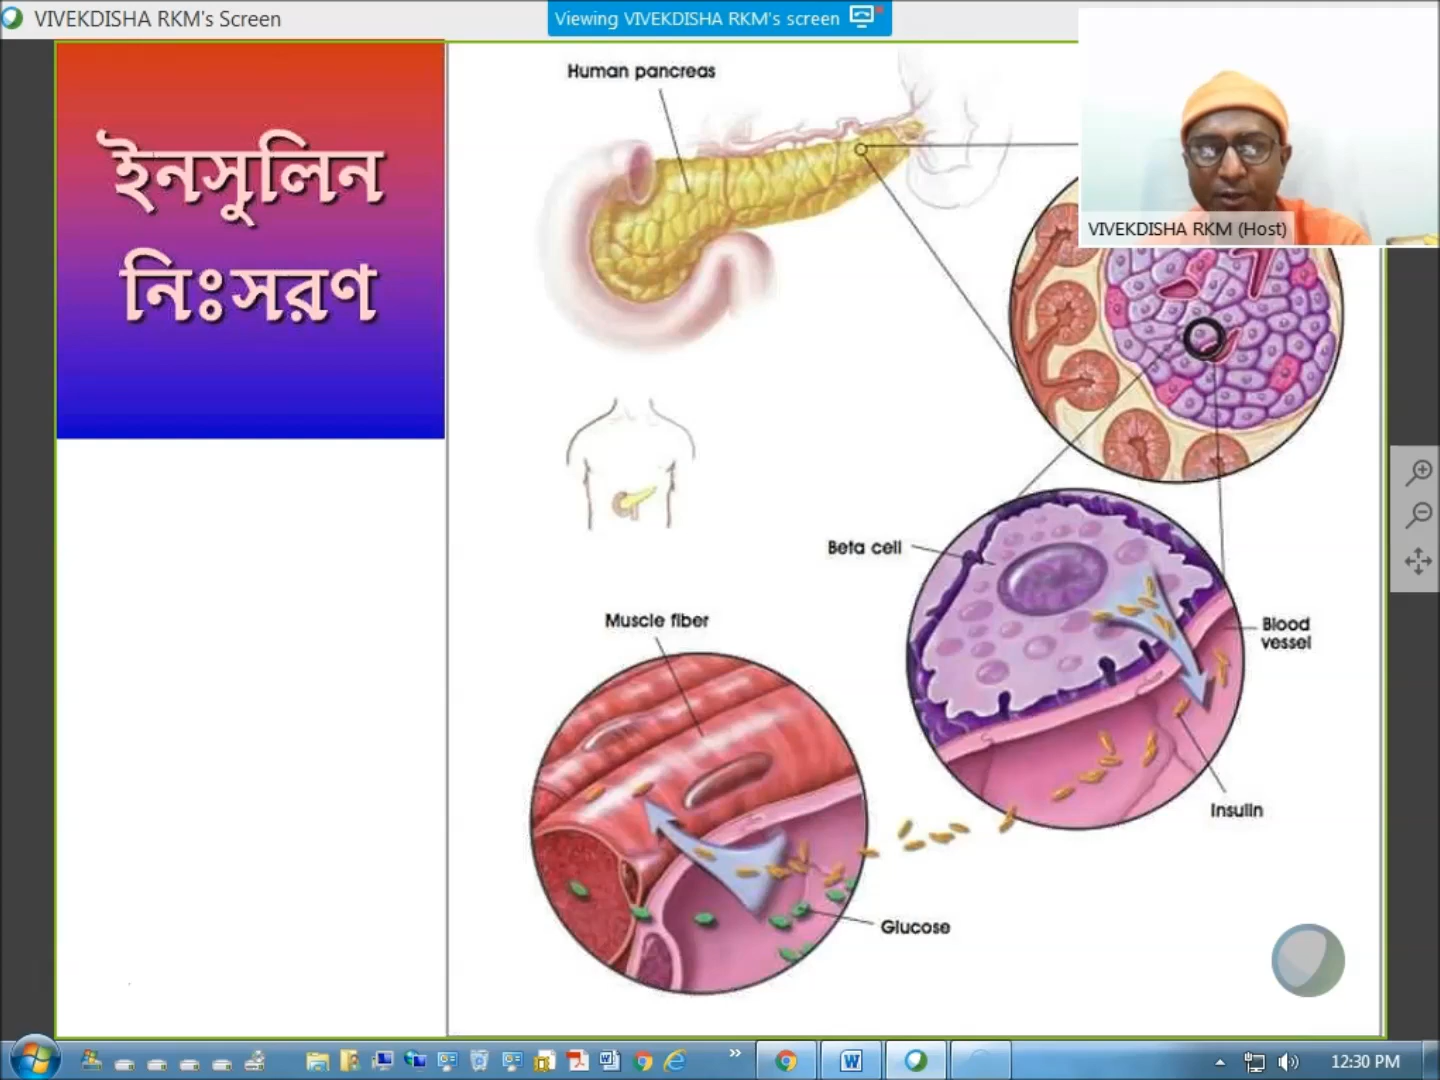 VIVEKDISHA RKM's Screen
Viewing VIVEKDISHA RKM's screen
VIVEKDISHA RKM (Host)
ইনসুলিন
নিঃসরণ
Human pancreas
Beta cell
Blood
vessel
Muscle fiber
Insulin
Glucose
12:30 PM